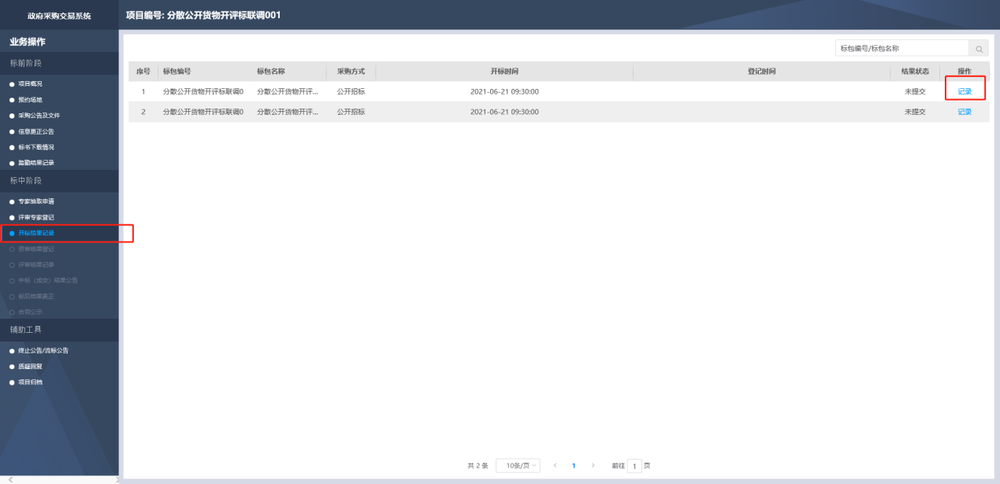 政府采购交易系统
项目编号: 分散公开货物开评标联调001
业务操作
标前阶段
项目概况
预约场地
采购公告及文件
信息更正公告
标书下载情况
踏勘结果记录
标中阶段
专家抽取申请
评审专家登记
开标结果记录
资审结果登记
评审结果记录
中标（成交）结果公告
标后结果更正
合同公示
辅助工具
终止公告/流标公告
质疑回复
项目归档
标包编号/标包名称
序号 标包编号 标包名称 采购方式 开标时间 登记时间 结果状态 操作
1 分散公开货物开评标联调0 分散公开货物开评... 公开招标 2021-06-21 09:30:00 未提交 记录
2 分散公开货物开评标联调0 分散公开货物开评... 公开招标 2021-06-21 09:30:00 未提交 记录
共 2 条 10条/页 1 前往 1 页